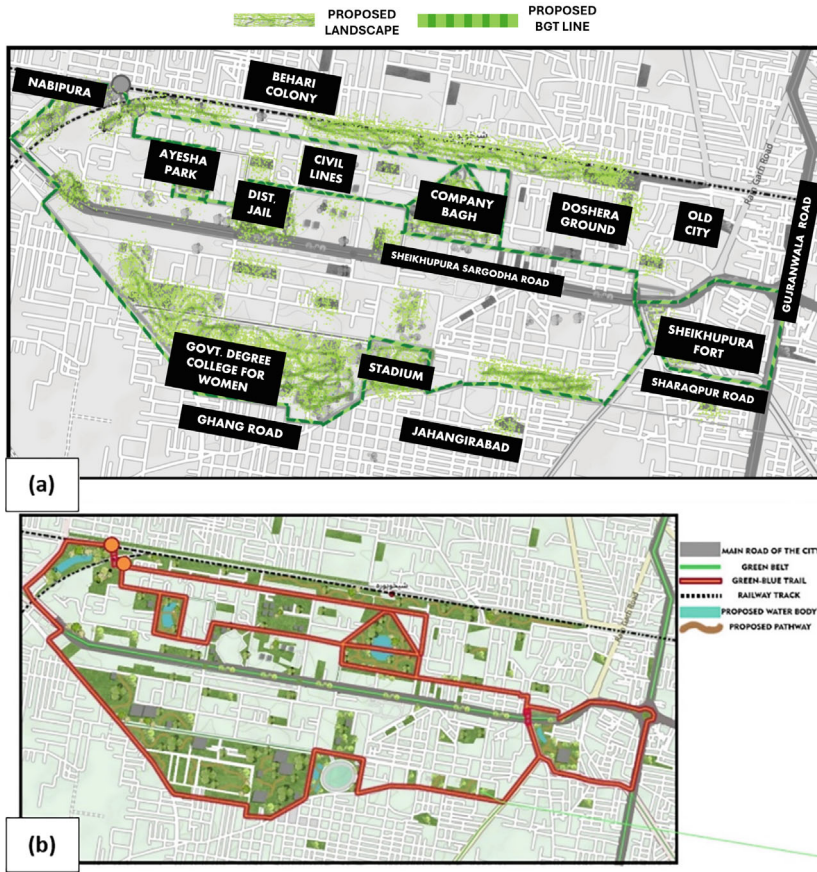 PROPOSED
LANDSCAPE
PROPOSED
BGT LINE
NABIPURA
BEHARI
COLONY
AYESHA
PARK
CIVIL
LINES
DIST.
JAIL
COMPANY
BAGH
DOSHERA
GROUND
OLD
CITY
GUJRANWALA ROAD
SHEIKHUPURA SARGODHA ROAD
SHEIKHUPURA
FORT
GOVT. DEGREE
COLLEGE FOR
WOMEN
STADIUM
SHARAQPUR ROAD
GHANG ROAD
JAHANGIRABAD
(a)
MAIN ROAD OF THE CITY
GREEN BELT
GREEN-BLUE TRAIL
RAILWAY TRACK
PROPOSED WATER BODY
PROPOSED PATHWAY
(b)